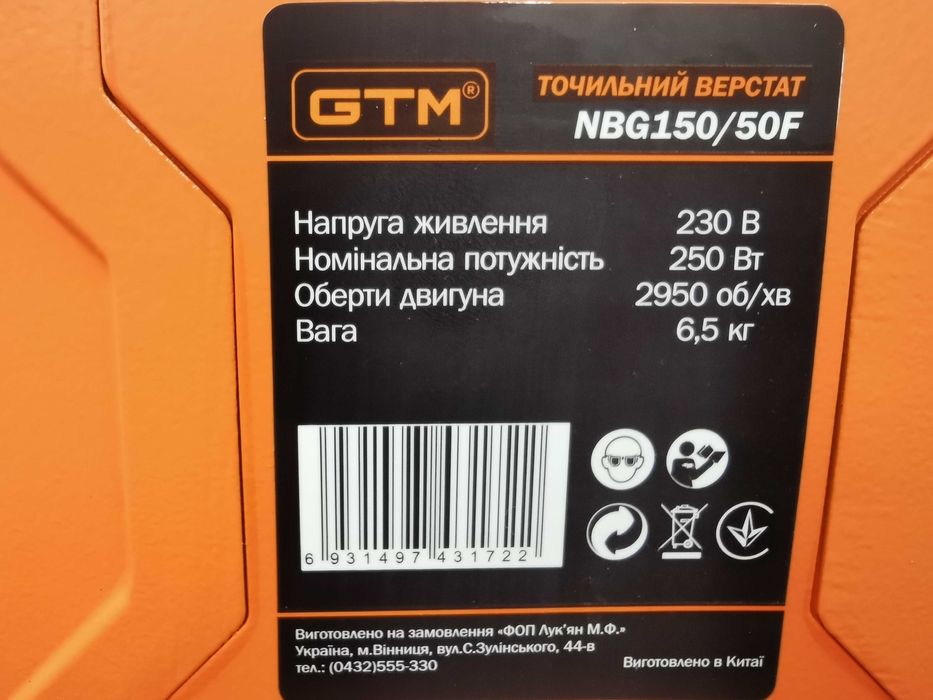 GTM®
ТОЧИЛЬНИЙ ВЕРСТАТ
NBG150/50F
Напруга живлення 230 В
Номінальна потужність 250 Вт
Оберти двигуна 2950 об/хв
Вага 6,5 кг
6 931497 431722
Виготовлено на замовлення «ФОП Лук'ян М.Ф.»
Україна, м.Вінниця, вул.С.Зулінського, 44-в
тел.: (0432)555-330
Виготовлено в Китаї